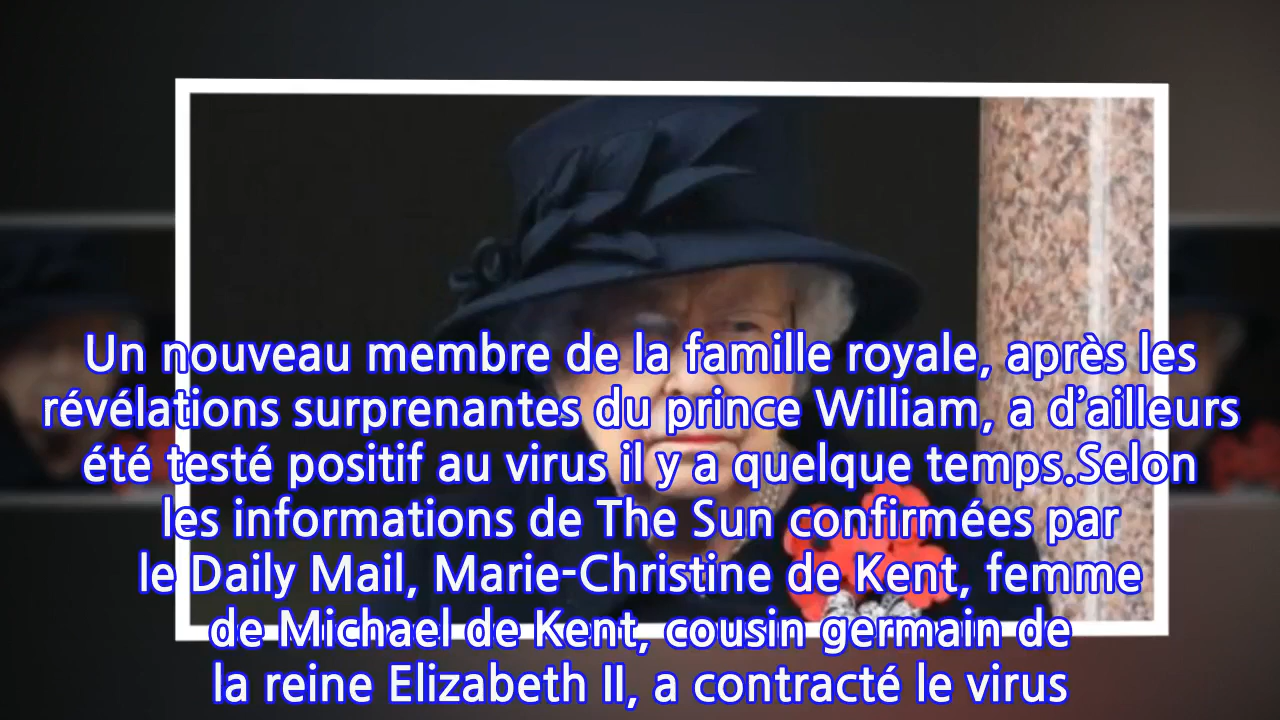 Un nouveau membre de la famille royale, après les
révélations surprenantes du prince William, a d'ailleurs
été testé positif au virus il y a quelque temps.Selon
les informations de The Sun confirmées par
le Daily Mail, Marie-Christine de Kent, femme
de Michael de Kent, cousin germain de
la reine Elizabeth II, a contracté le virus